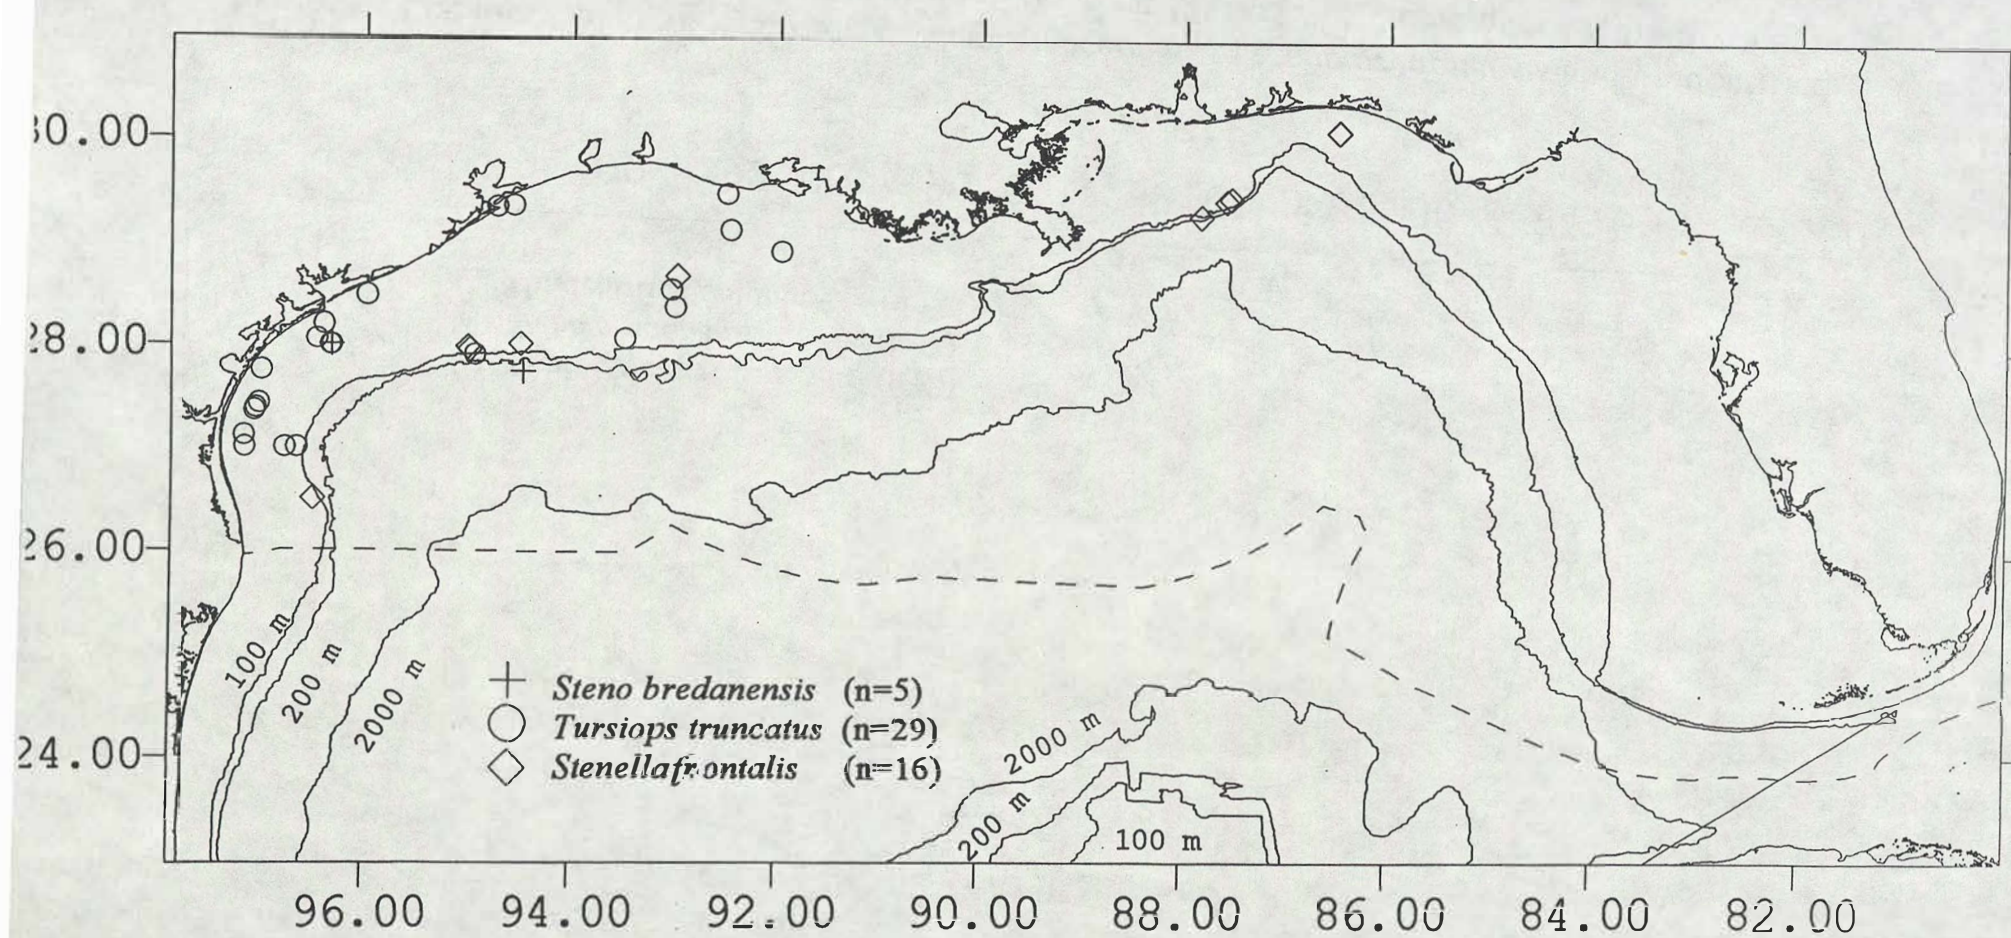 30.00
28.00
26.00
24.00
100 m
200 m
2000 m
Steno bredanensis (n=5)
Tursiops truncatus (n=29)
Stenellafrontalis (n=16)
2000 m
200 m
100 m
96.00 94.00 92.00 90.00 88.00 86.00 84.00 82.00